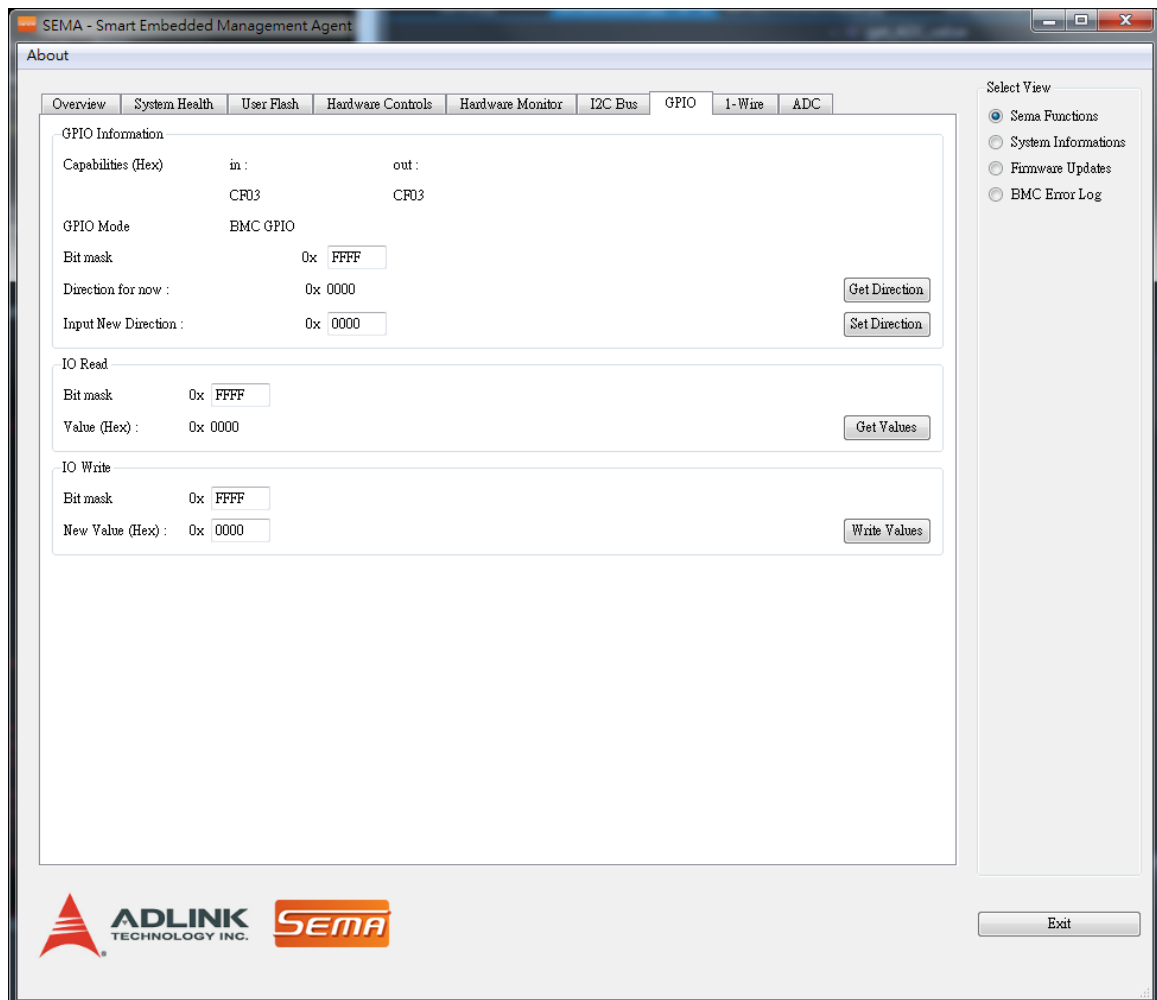 SEMA - Smart Embedded Management Agent
About
Overview System Health User Flash Hardware Controls Hardware Monitor I2C Bus GPIO 1-Wire ADC
GPIO Information
Capabilities (Hex) in : out :
CF03 CF03
GPIO Mode BMC GPIO
Bit mask 0x FFFF
Direction for now : 0x 0000 Get Direction
Input New Direction : 0x 0000 Set Direction
IO Read
Bit mask 0x FFFF
Value (Hex) : 0x 0000 Get Values
IO Write
Bit mask 0x FFFF
New Value (Hex) : 0x 0000 Write Values
Select View
Sema Functions
System Informations
Firmware Updates
BMC Error Log
ADLINK
TECHNOLOGY INC.
SEMA
Exit